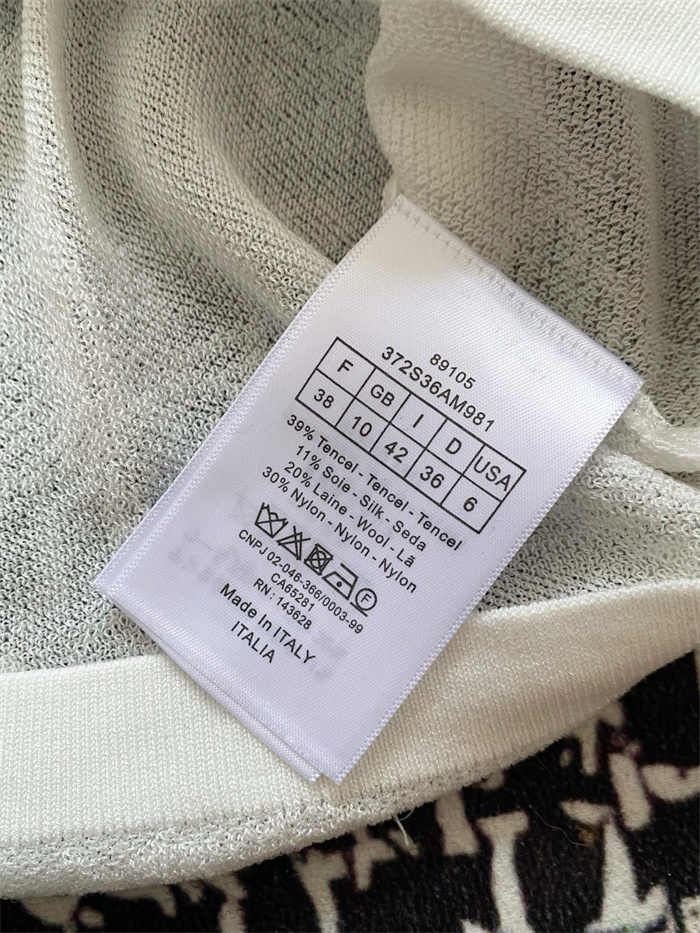 89105
372S36AM981
F GB I D USA
38 10 42 36 6
39% Tencel - Tencel - Tencel
11% Soie - Silk - Seda
20% Laine - Wool - Lã
30% Nylon - Nylon - Nylon
F
CNPJ 02-046-366/0003-99
CA65281
RN: 143628
Made In ITALY
ITALIA